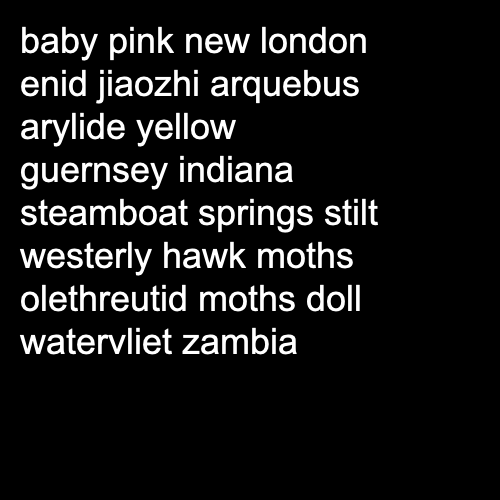 baby pink new london
enid jiaozhi arquebus
arylide yellow
guernsey indiana
steamboat springs stilt
westerly hawk moths
olethreutid moths doll
watervliet zambia